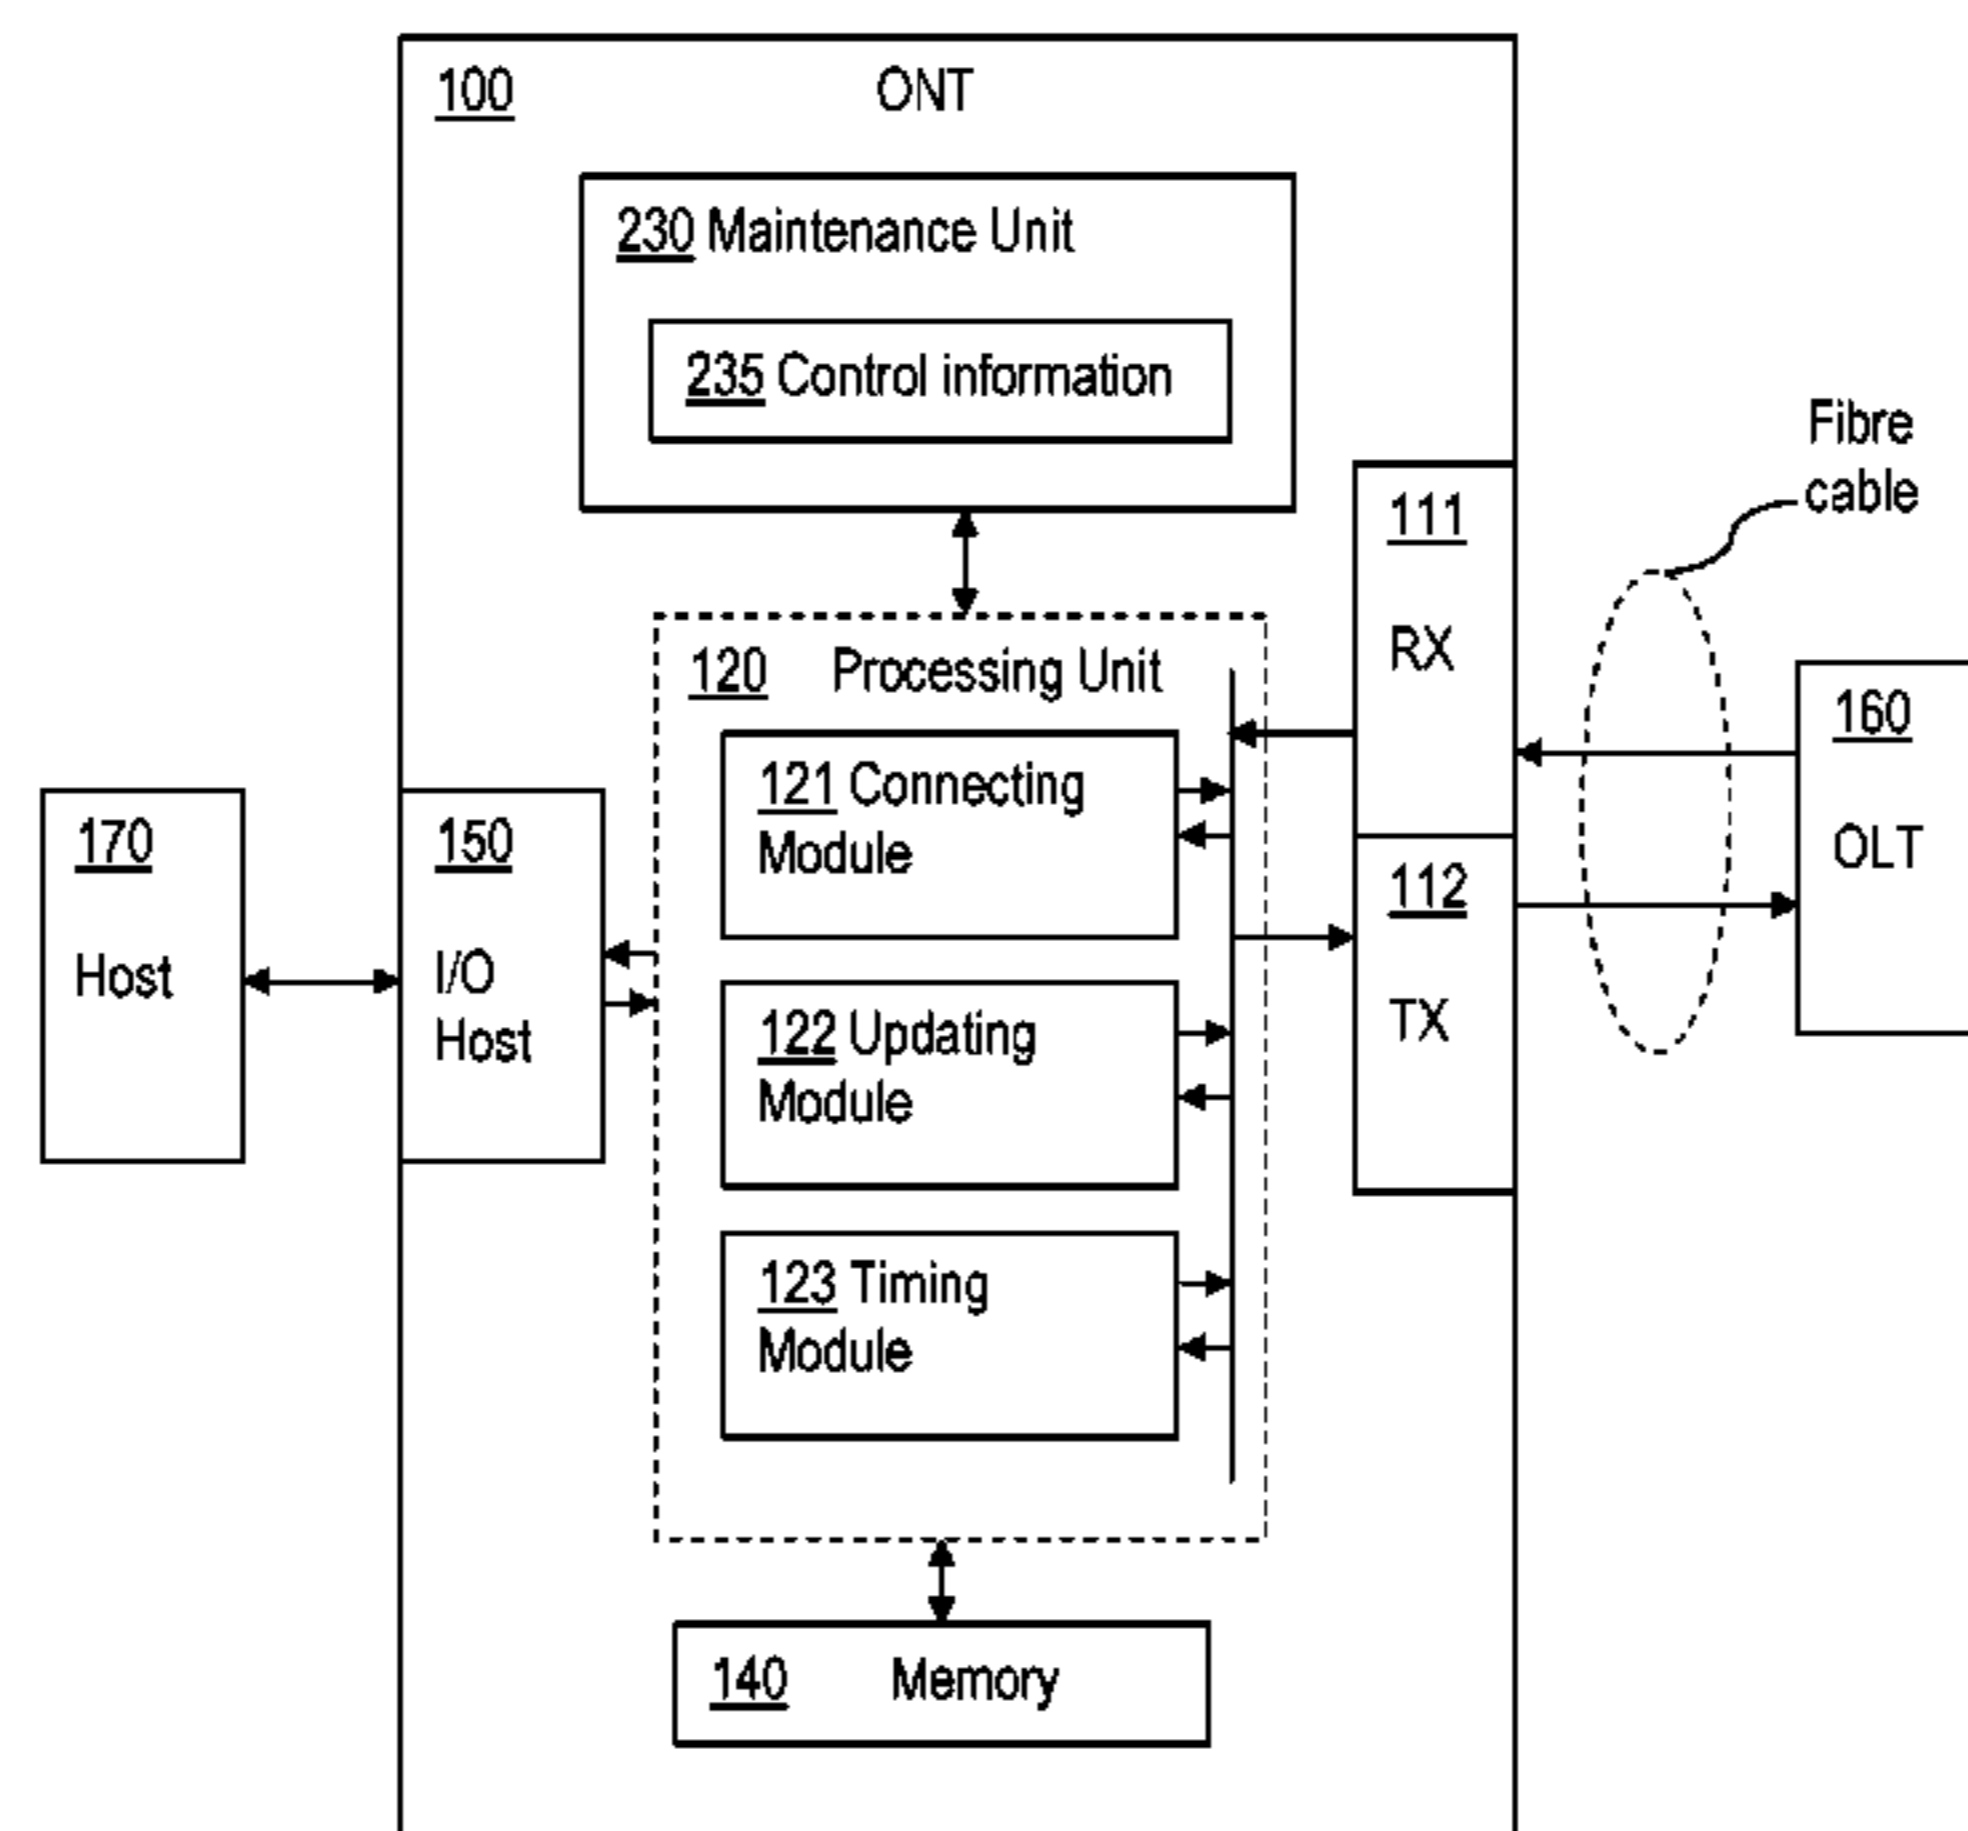 100 ONT
230 Maintenance Unit
235 Control information
Fibre
cable
111
RX
120 Processing Unit
160
OLT
121 Connecting
Module
170
Host
150
I/O
Host
112
TX
122 Updating
Module
123 Timing
Module
140 Memory